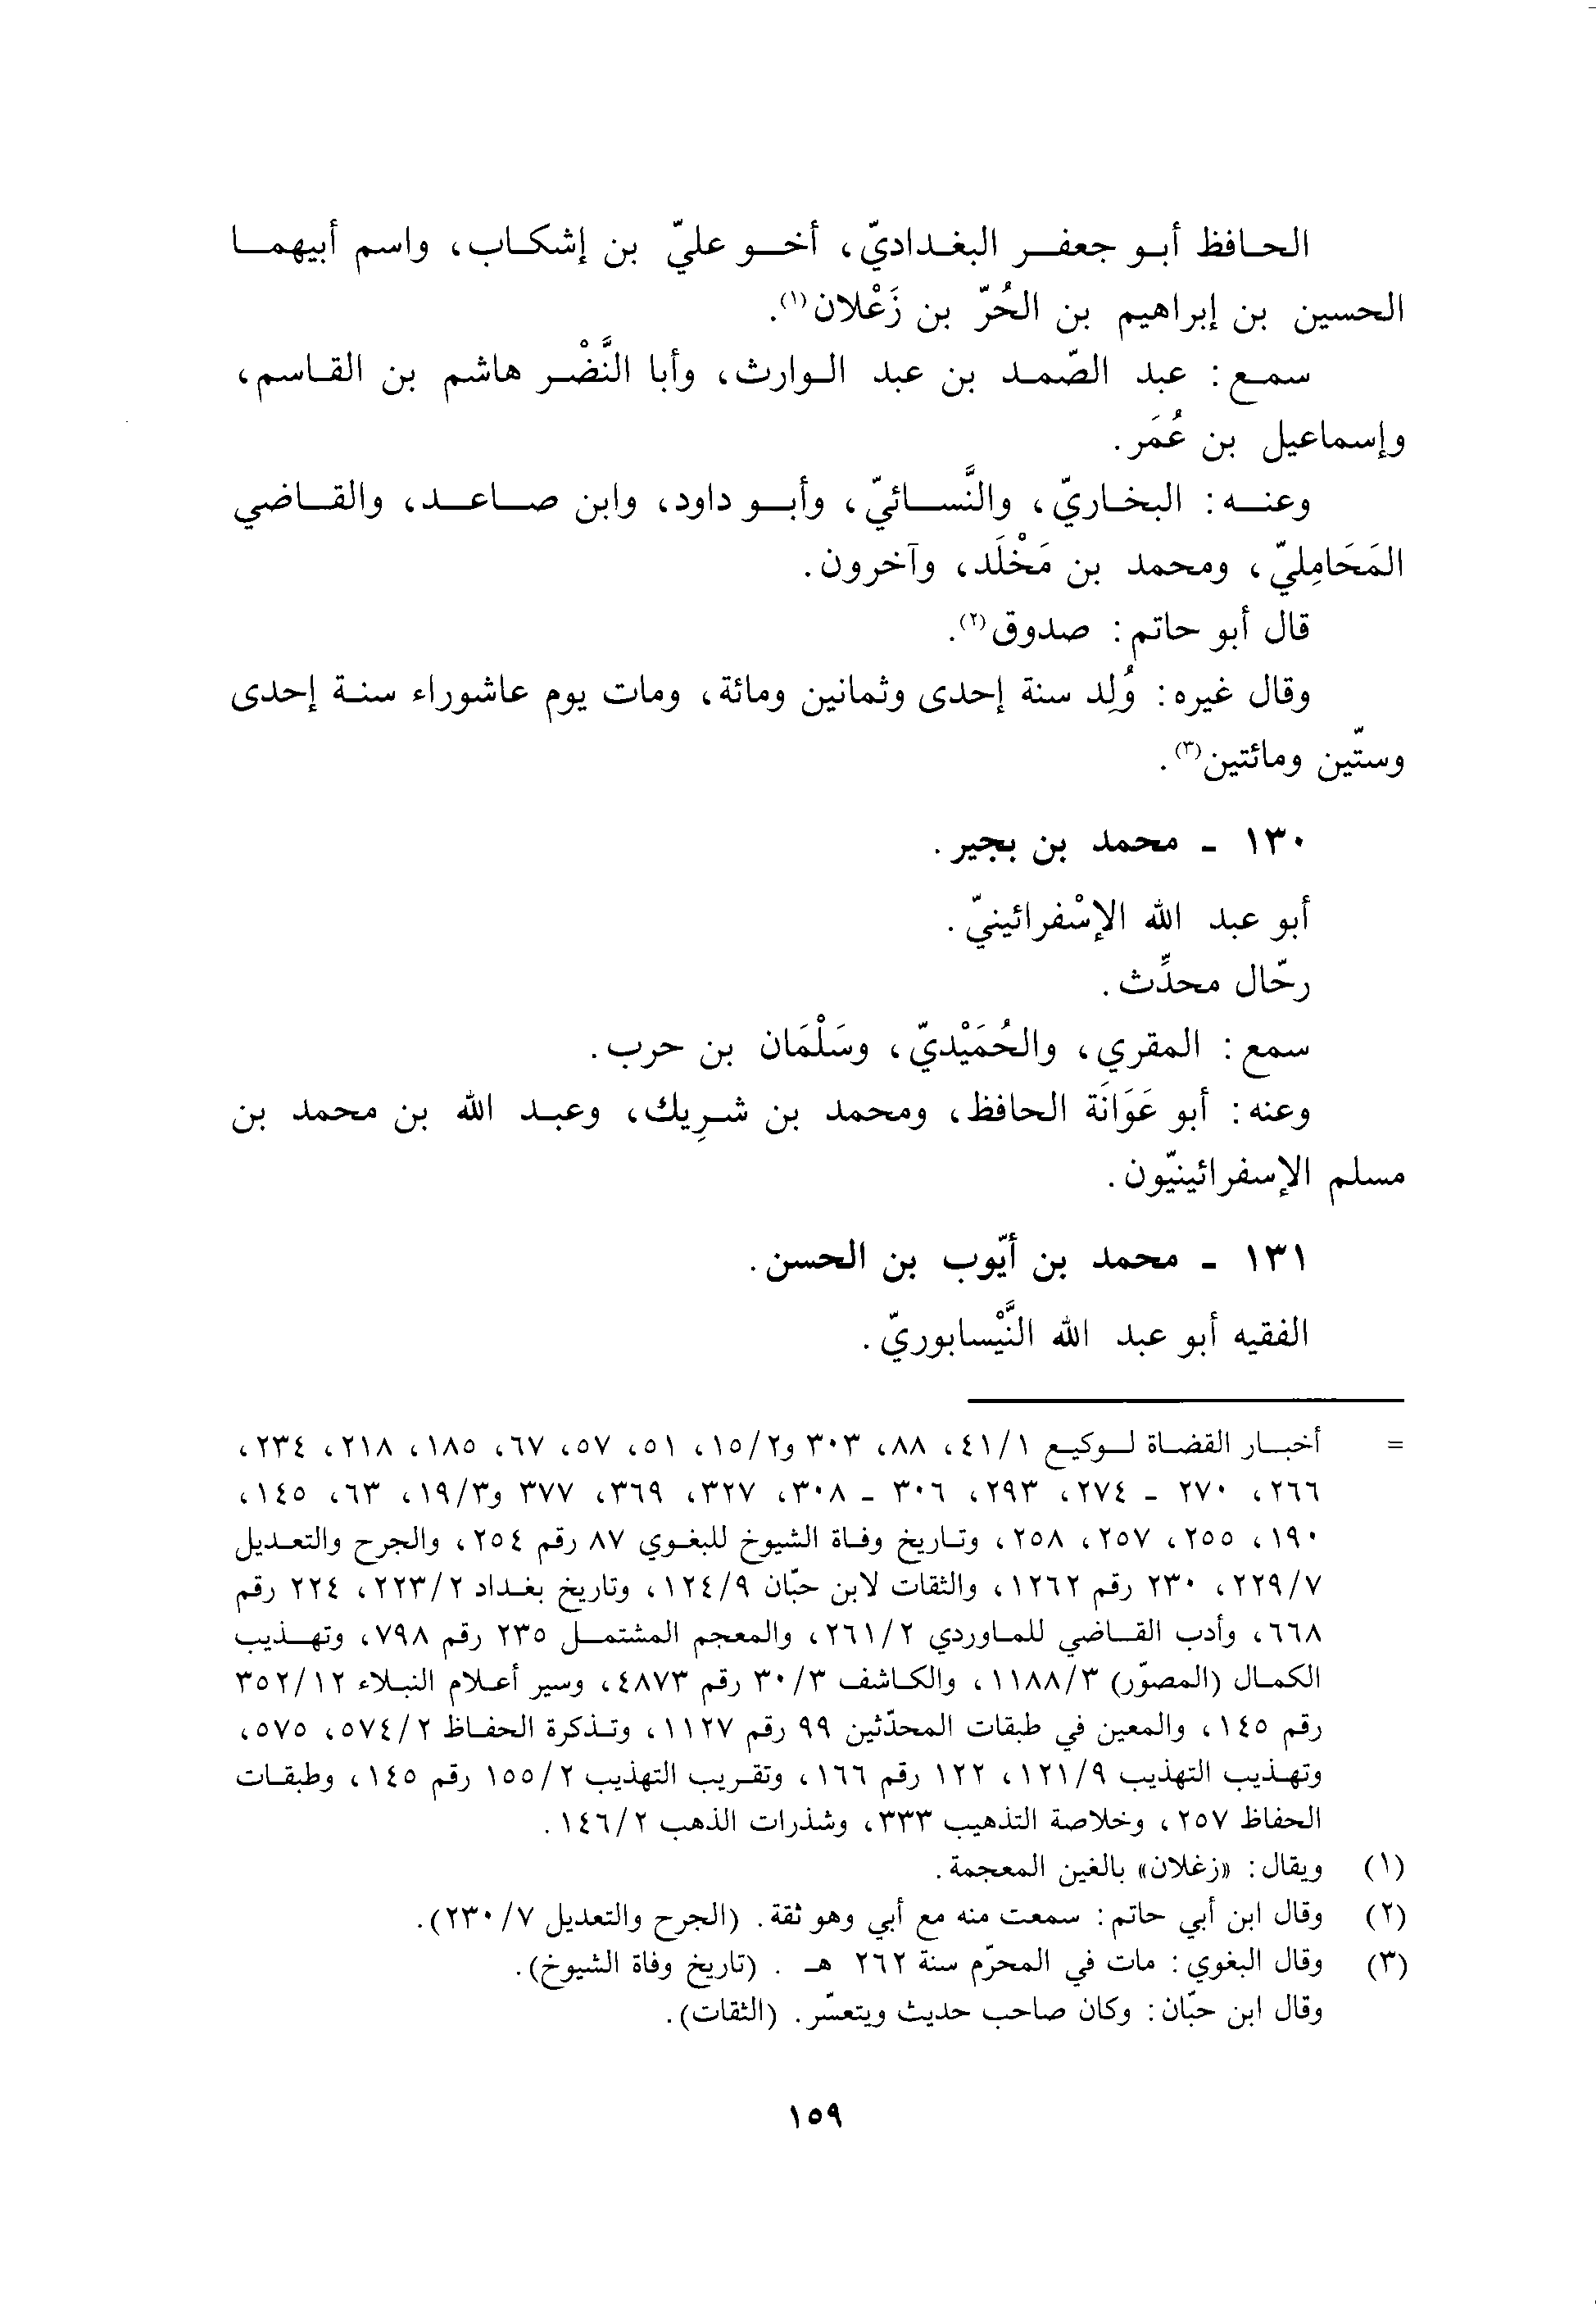 الحافظ أبو جعفر البغداديّ، أخو عليّ بن إشكاب، واسم أبيهما
الحسين بن إبراهيم بن الحُرّ بن زَعْلان(١).
سمع: عبد الصّمد بن عبد الوارث، وأبا النَّضْر هاشم بن القاسم،
وإسماعيل بن عُمَر.
وعنه: البخاريّ، والنَّسائيّ، وأبو داود، وابن صاعد، والقاضي
المَحَامِليّ، ومحمد بن مَخْلَد، وآخرون.
قال أبو حاتم: صدوق(٢).
وقال غيره: وُلِد سنة إحدى وثمانين ومائة، ومات يوم عاشوراء سنة إحدى
وستّين ومائتين(٣).
١٣٠ - محمد بن بجير.
أبو عبد الله الإسْفرائينيّ.
رحّال محدِّث.
سمع: المقري، والحُمَيْديّ، وسَلْمَان بن حرب.
وعنه: أبو عَوَانَة الحافظ، ومحمد بن شرِيك، وعبد الله بن محمد بن
مسلم الإسفرائينيّون.
١٣١ - محمد بن أيّوب بن الحسن.
الفقيه أبو عبد الله النَّيْسابوريّ.
= أخبار القضاة لوكيع ٤١/١، ٨٨، ٣٠٣ و١٥/٢، ٥١، ٥٧، ٦٧، ١٨٥، ٢١٨، ٢٣٤،
٢٦٦، ٢٧٠ - ٢٧٤، ٢٩٣، ٣٠٦ - ٣٠٨، ٣٢٧، ٣٦٩، ٣٧٧ و١٩/٣، ٦٣، ١٤٥،
١٩٠، ٢٥٥، ٢٥٧، ٢٥٨، وتاريخ وفاة الشيوخ للبغوي ٨٧ رقم ٢٥٤، والجرح والتعديل
٢٢٩/٧، ٢٣٠ رقم ١٢٦٢، والثقات لابن حبّان ١٢٤/٩، وتاريخ بغداد ٢٢٣/٢، ٢٢٤ رقم
٦٦٨، وأدب القاضي للماوردي ٢٦١/٢، والمعجم المشتمل ٢٣٥ رقم ٧٩٨، وتهذيب
الكمال (المصوّر) ١١٨٨/٣، والكاشف ٣٠/٣ رقم ٤٨٧٣، وسير أعلام النبلاء ٣٥٢/١٢
رقم ١٤٥، والمعين في طبقات المحدّثين ٩٩ رقم ١١٢٧، وتذكرة الحفاظ ٥٧٤/٢، ٥٧٥،
وتهذيب التهذيب ١٢١/٩، ١٢٢ رقم ١٦٦، وتقريب التهذيب ١٥٥/٢ رقم ١٤٥، وطبقات
الحفاظ ٢٥٧، وخلاصة التذهيب ٣٣٣، وشذرات الذهب ١٤٦/٢.
(١) ويقال: «زغلان» بالغين المعجمة.
(٢) وقال ابن أبي حاتم: سمعت منه مع أبي وهو ثقة. (الجرح والتعديل ٢٣٠/٧).
(٣) وقال البغوي: مات في المحرّم سنة ٢٦٢ هـ . (تاريخ وفاة الشيوخ).
وقال ابن حبّان: وكان صاحب حديث ويتعسّر. (الثقات).
١٥٩